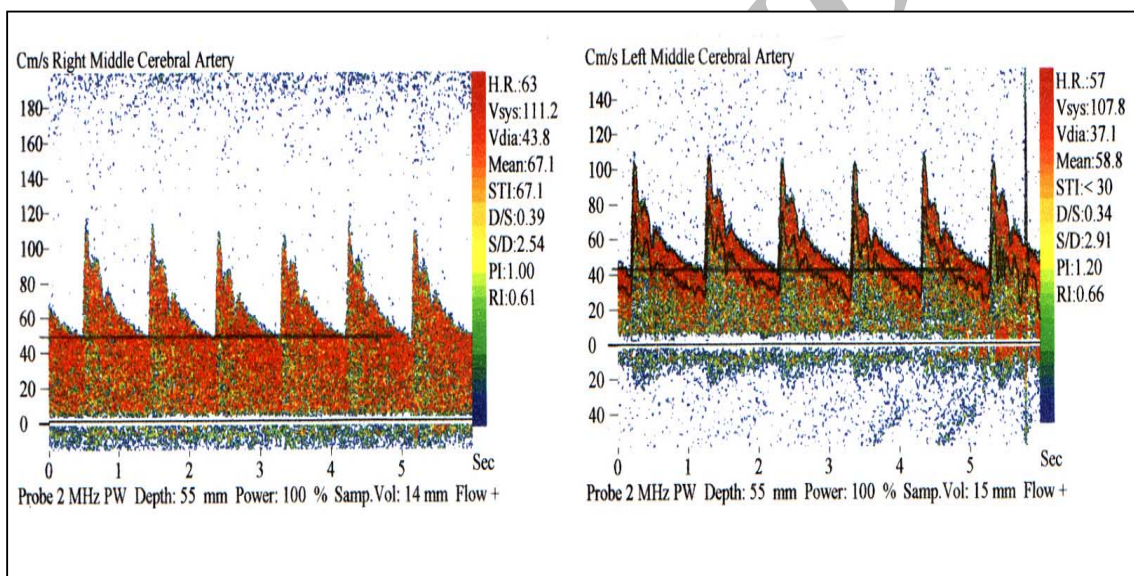 Cm/s Right Middle Cerebral Artery
180
160
140
120
100
80
60
40
20
0
0 1 2 3 4 5 Sec
H.R.:63
Vsys:111.2
Vdia:43.8
Mean:67.1
STI:67.1
D/S:0.39
S/D:2.54
PI:1.00
RI:0.61
Probe 2 MHz PW Depth: 55 mm Power: 100 % Samp.Vol: 14 mm Flow +
Cm/s Left Middle Cerebral Artery
140
120
100
80
60
40
20
0
20
40
0 1 2 3 4 5 Sec
H.R.:57
Vsys:107.8
Vdia:37.1
Mean:58.8
STI:< 30
D/S:0.34
S/D:2.91
PI:1.20
RI:0.66
Probe 2 MHz PW Depth: 55 mm Power: 100 % Samp.Vol: 15 mm Flow +